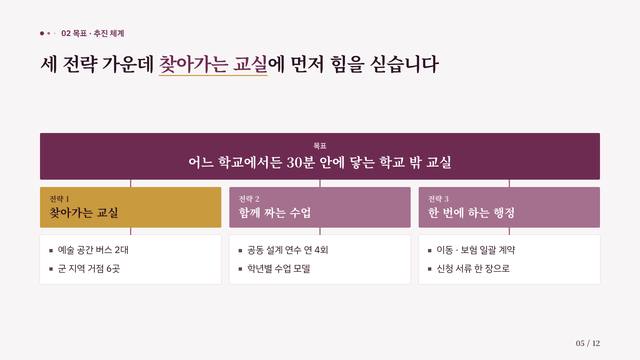 02 목표 · 추진 체계
세 전략 가운데 찾아가는 교실에 먼저 힘을 싣습니다
목표
어느 학교에서든 30분 안에 닿는 학교 밖 교실
전략 1
찾아가는 교실
전략 2
함께 짜는 수업
전략 3
한 번에 하는 행정
예술 공간 버스 2대
군 지역 거점 6곳
공동 설계 연수 연 4회
학년별 수업 모델
이동 · 보험 일괄 계약
신청 서류 한 장으로
05 / 12